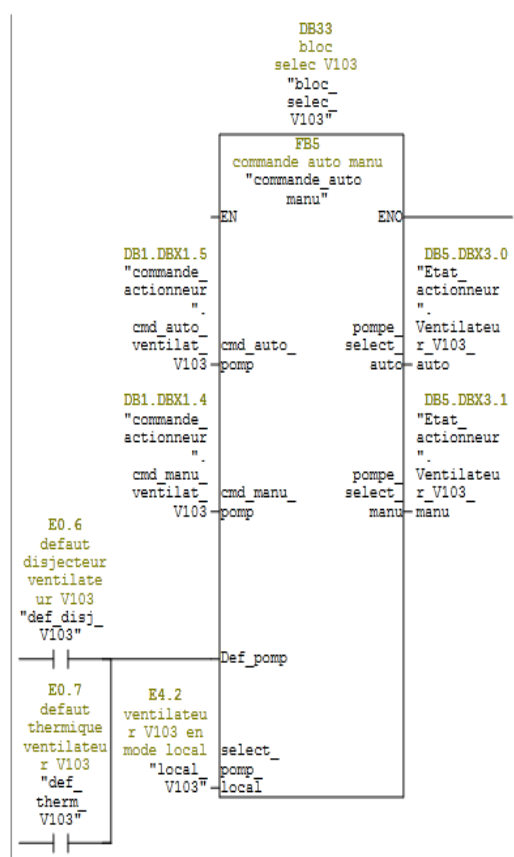 DB33
bloc
selec V103
"bloc_
selec_
V103"
FB5
commande auto manu
"commande_auto
manu"
EN
ENO
DB1.DBX1.5
"commande_
actionneur
".
cmd_auto_
ventilat_
V103
cmd_auto_
pomp
pompe_
select_
auto
DB5.DBX3.0
"Etat_
actionneur
".
Ventilateu
r_V103_
auto
DB1.DBX1.4
"commande_
actionneur
".
cmd_manu_
ventilat_
V103
cmd_manu_
pomp
pompe_
select_
manu
DB5.DBX3.1
"Etat_
actionneur
".
Ventilateu
r_V103_
manu
E0.6
defaut
disjecteur
ventilate
ur V103
"def_disj_
V103"
Def_pomp
E0.7
defaut
thermique
ventilateu
r V103
"def_
therm_
V103"
E4.2
ventilateu
r V103 en
mode local
"local_
V103"
select_
pomp_
local